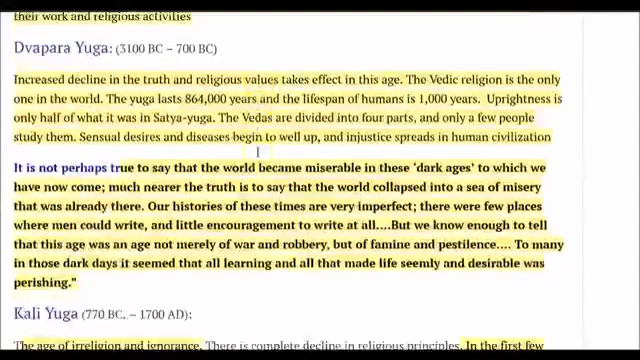 their work and religious activities
Dvapara Yuga: (3100 BC – 700 BC)
Increased decline in the truth and religious values takes effect in this age. The Vedic religion is the only
one in the world. The yuga lasts 864,000 years and the lifespan of humans is 1,000 years. Uprightness is
only half of what it was in Satya-yuga. The Vedas are divided into four parts, and only a few people
study them. Sensual desires and diseases begin to well up, and injustice spreads in human civilization
It is not perhaps true to say that the world became miserable in these ‘dark ages’ to which we
have now come; much nearer the truth is to say that the world collapsed into a sea of misery
that was already there. Our histories of these times are very imperfect; there were few places
where men could write, and little encouragement to write at all....But we know enough to tell
that this age was an age not merely of war and robbery, but of famine and pestilence.... To many
in those dark days it seemed that all learning and all that made life seemly and desirable was
perishing."
Kali Yuga (770 BC. – 1700 AD):
The age of irreligion and ignorance. There is complete decline in religious principles. In the first few